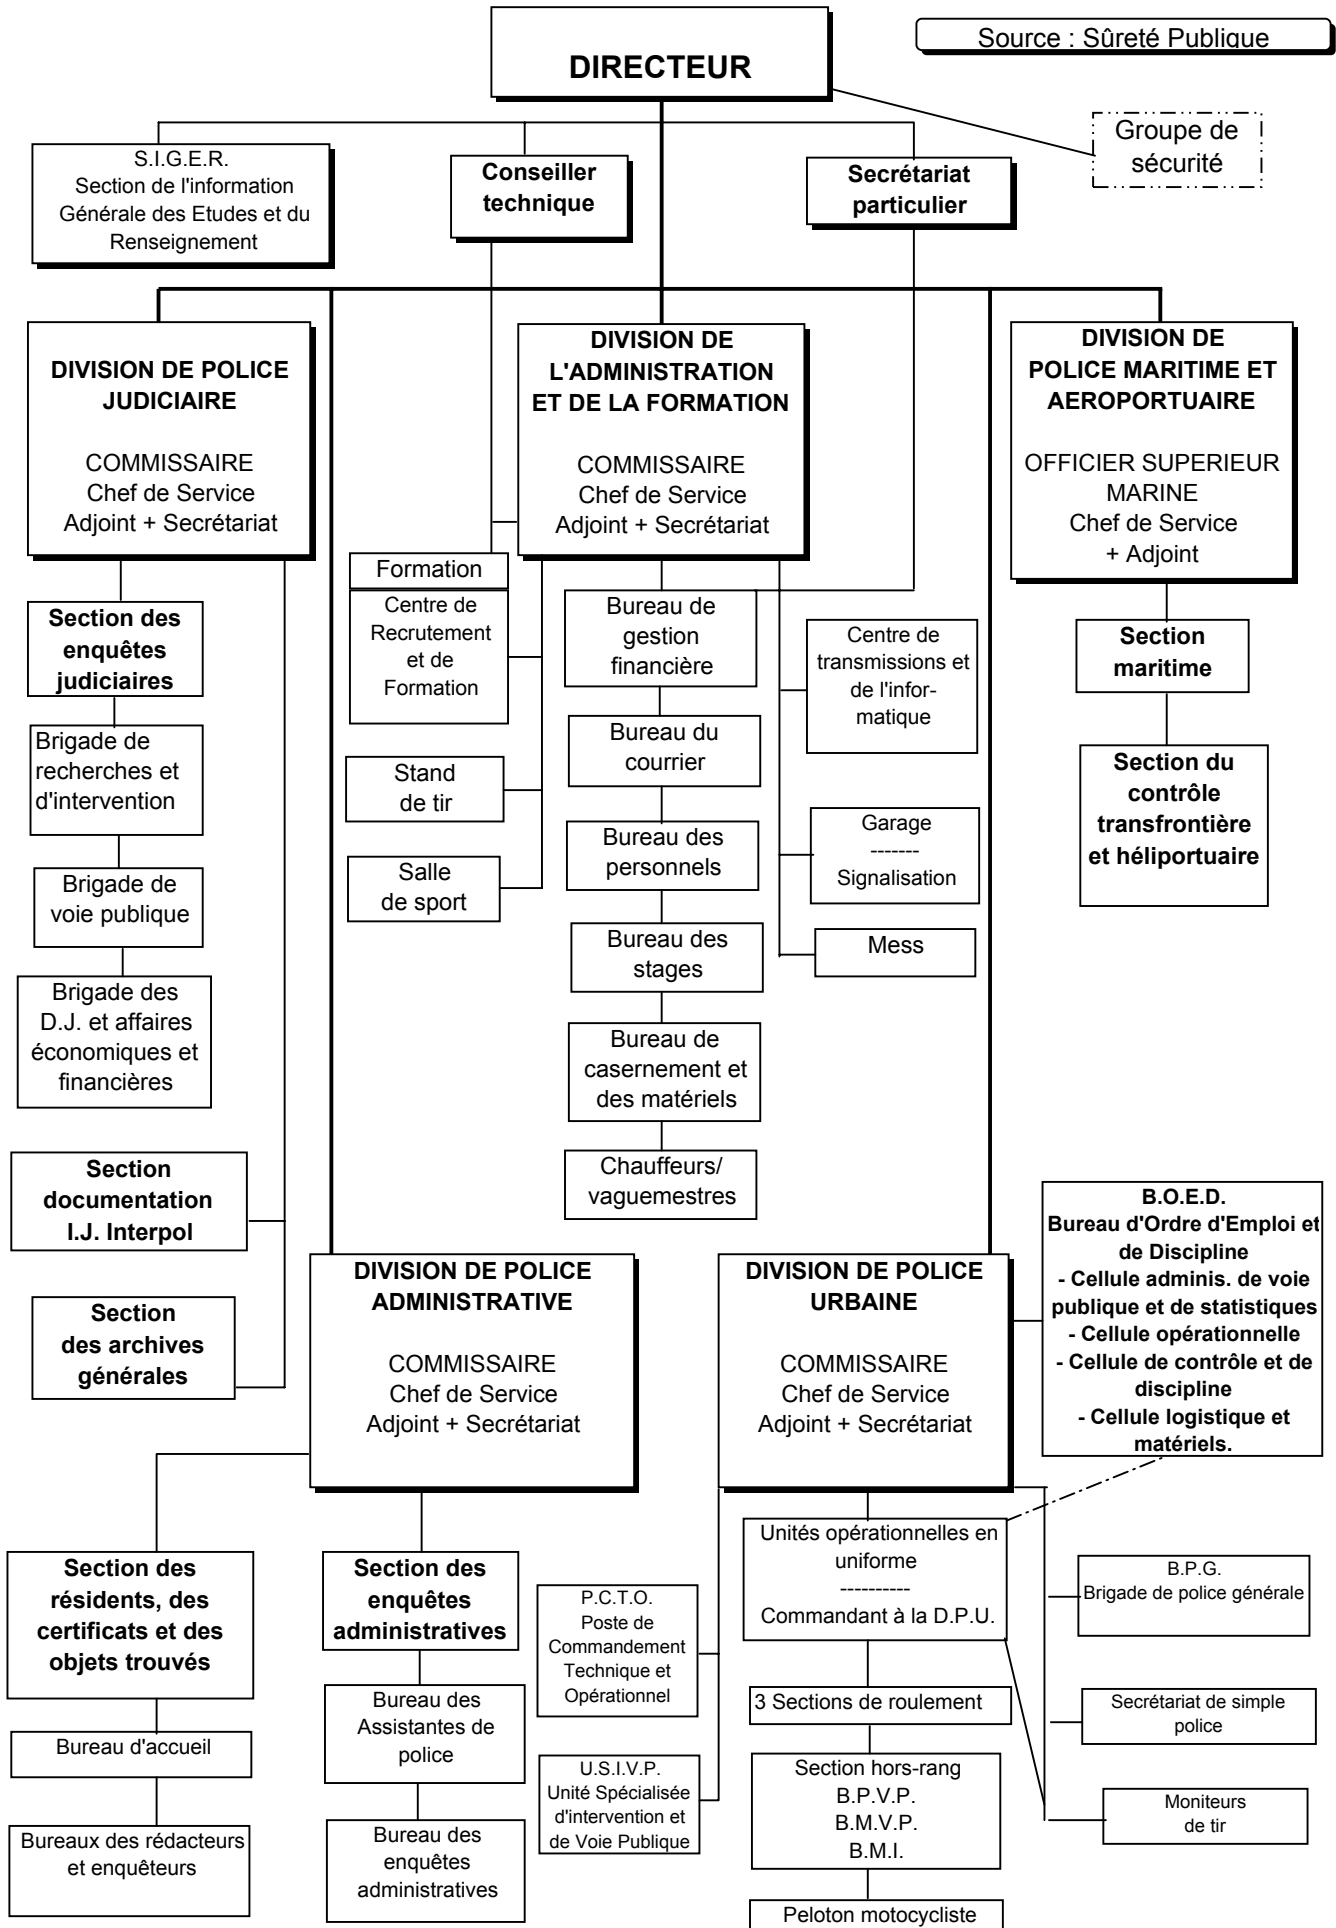 DIRECTEUR
Source : Sûreté Publique
Groupe de
sécurité
S.I.G.E.R.
Section de l'information
Générale des Etudes et du
Renseignement
Conseiller
technique
Secrétariat
particulier
DIVISION DE POLICE
JUDICIAIRE
COMMISSAIRE
Chef de Service
Adjoint + Secrétariat
DIVISION DE
L'ADMINISTRATION
ET DE LA FORMATION
COMMISSAIRE
Chef de Service
Adjoint + Secrétariat
DIVISION DE
POLICE MARITIME ET
AEROPORTUAIRE
OFFICIER SUPERIEUR
MARINE
Chef de Service
+ Adjoint
Section des
enquêtes
judiciaires
Brigade de
recherches et
d'intervention
Brigade de
voie publique
Brigade des
D.J. et affaires
économiques et
financières
Section
documentation
I.J. Interpol
Section
des archives
générales
Formation
Centre de
Recrutement
et de
Formation
Stand
de tir
Salle
de sport
Bureau de
gestion
financière
Bureau du
courrier
Bureau des
personnels
Bureau des
stages
Bureau de
casernement et
des matériels
Chauffeurs/
vaguemestres
Centre de
transmissions et
de l'infor-
matique
Garage
-------
Signalisation
Mess
Section
maritime
Section du
contrôle
transfrontière
et héliportuaire
DIVISION DE POLICE
ADMINISTRATIVE
COMMISSAIRE
Chef de Service
Adjoint + Secrétariat
DIVISION DE POLICE
URBAINE
COMMISSAIRE
Chef de Service
Adjoint + Secrétariat
B.O.E.D.
Bureau d'Ordre d'Emploi et
de Discipline
- Cellule adminis. de voie
publique et de statistiques
- Cellule opérationnelle
- Cellule de contrôle et de
discipline
- Cellule logistique et
matériels.
Section des
résidents, des
certificats et des
objets trouvés
Bureau d'accueil
Bureaux des rédacteurs
et enquêteurs
Section des
enquêtes
administratives
Bureau des
Assistantes de
police
Bureau des
enquêtes
administratives
P.C.T.O.
Poste de
Commandement
Technique et
Opérationnel
U.S.I.V.P.
Unité Spécialisée
d'intervention et
de Voie Publique
Unités opérationnelles en
uniforme
----------
Commandant à la D.P.U.
3 Sections de roulement
Section hors-rang
B.P.V.P.
B.M.V.P.
B.M.I.
Peloton motocycliste
B.P.G.
Brigade de police générale
Secrétariat de simple
police
Moniteurs
de tir